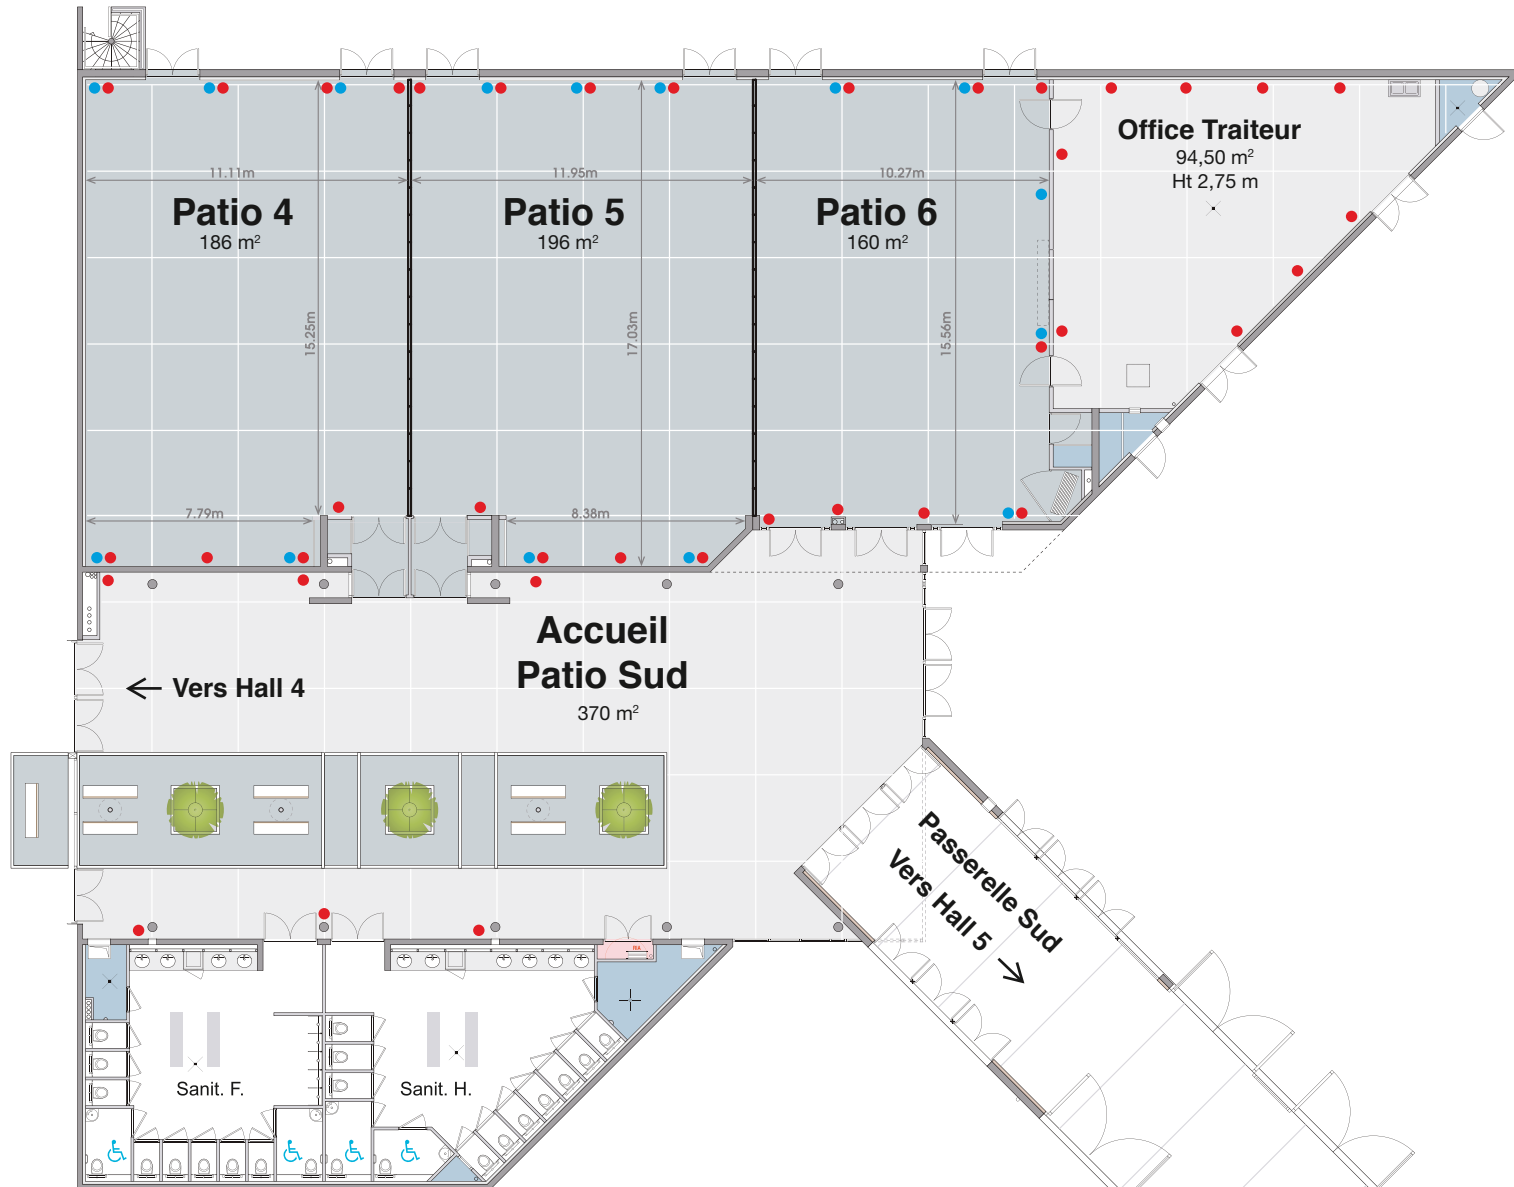 Office Traiteur
94,50 m²
Ht 2,75 m
11.11m
11.95m
10.27m
Patio 4
186 m²
Patio 5
196 m²
Patio 6
160 m²
15.25m
17.03m
15.56m
7.79m
8.38m
Accueil
Patio Sud
370 m²
← Vers Hall 4
Passerelle Sud
Vers Hall 5 →
RIA
Sanit. F.
Sanit. H.